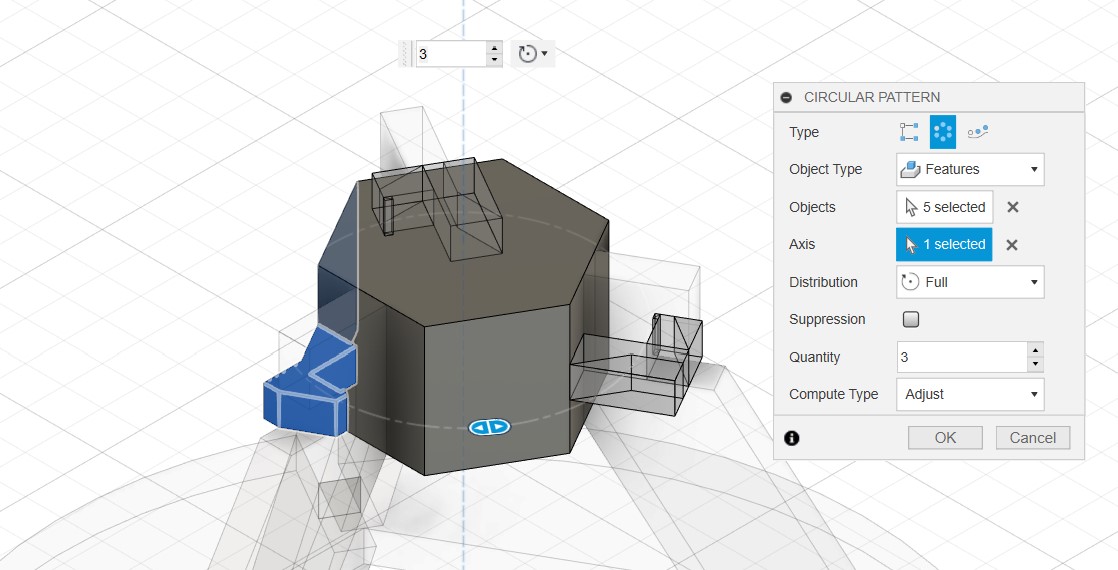 3
CIRCULAR PATTERN
Type
Object Type Features
Objects 5 selected
Axis 1 selected
Distribution Full
Suppression
Quantity 3
Compute Type Adjust
OK Cancel